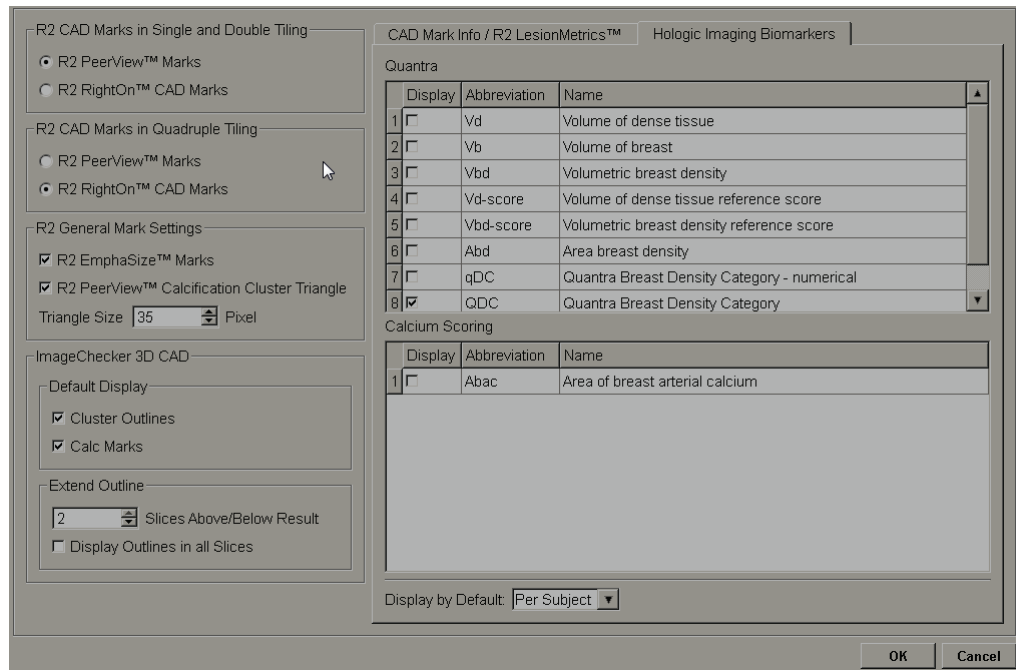 R2 CAD Marks in Single and Double Tiling
R2 PeerView™ Marks
R2 RightOn™ CAD Marks
R2 CAD Marks in Quadruple Tiling
R2 PeerView™ Marks
R2 RightOn™ CAD Marks
R2 General Mark Settings
R2 EmphaSize™ Marks
R2 PeerView™ Calcification Cluster Triangle
Triangle Size 35 Pixel
ImageChecker 3D CAD
Default Display
Cluster Outlines
Calc Marks
Extend Outline
2 Slices Above/Below Result
Display Outlines in all Slices
CAD Mark Info / R2 LesionMetrics™ Hologic Imaging Biomarkers
Quantra
Display Abbreviation Name
1 Vd Volume of dense tissue
2 Vb Volume of breast
3 Vbd Volumetric breast density
4 Vd-score Volume of dense tissue reference score
5 Vbd-score Volumetric breast density reference score
6 Abd Area breast density
7 qDC Quantra Breast Density Category - numerical
8 QDC Quantra Breast Density Category
Calcium Scoring
Display Abbreviation Name
1 Abac Area of breast arterial calcium
Display by Default: Per Subject
OK Cancel